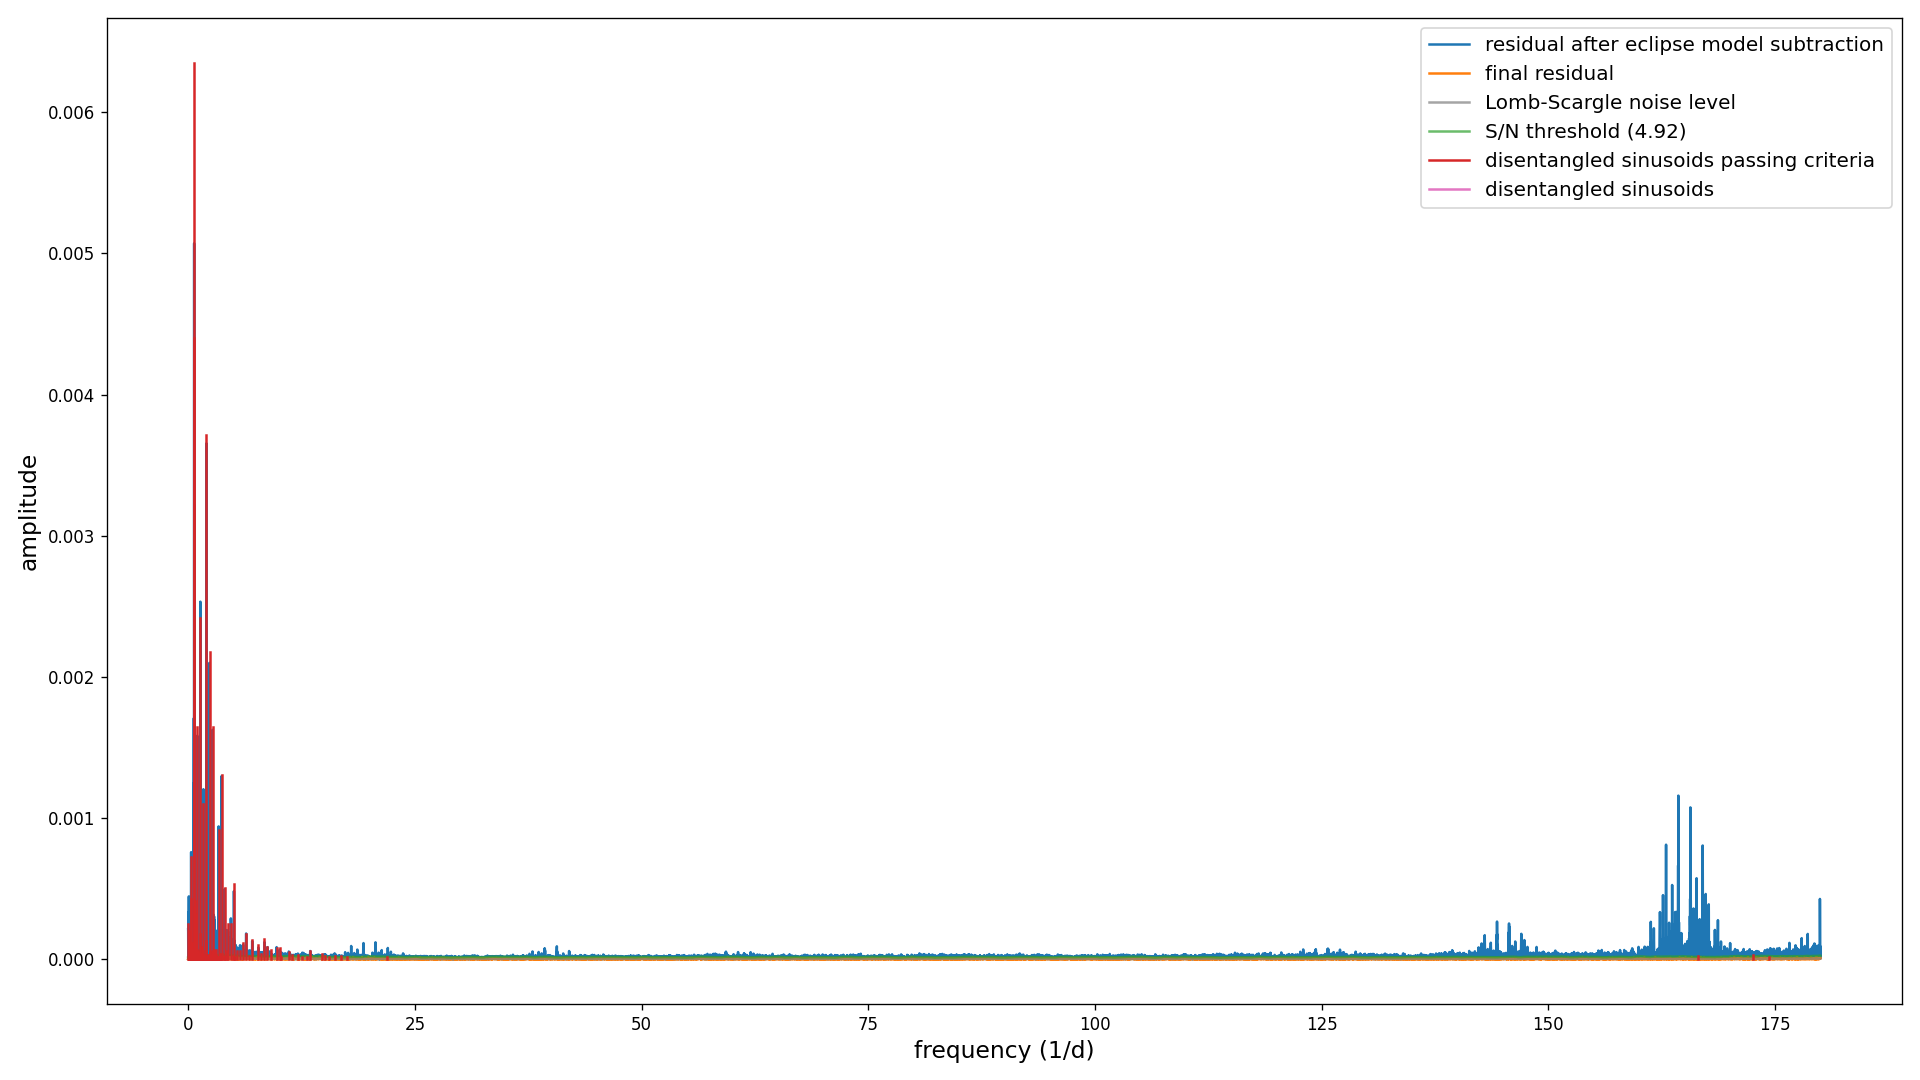 residual after eclipse model subtraction
final residual
Lomb-Scargle noise level
S/N threshold (4.92)
disentangled sinusoids passing criteria
disentangled sinusoids
0.006
0.005
0.004
0.003
0.002
0.001
0.000
amplitude
0 25 50 75 100 125 150 175
frequency (1/d)